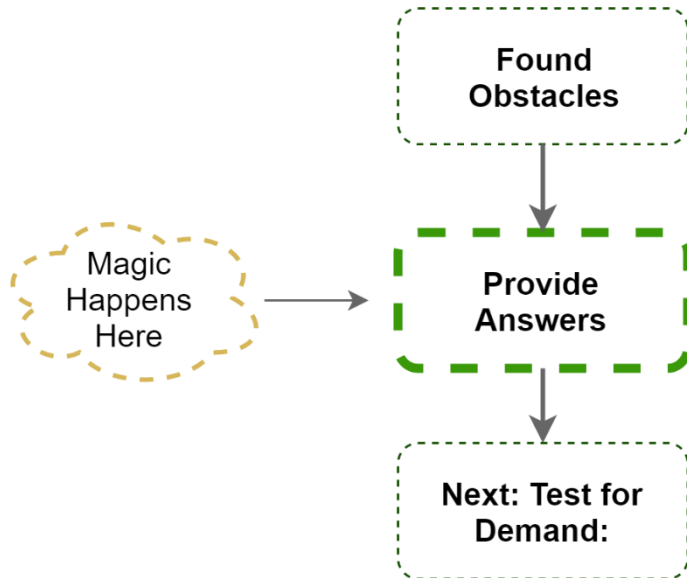 Found
Obstacles
Magic
Happens
Here
Provide
Answers
Next: Test for
Demand: